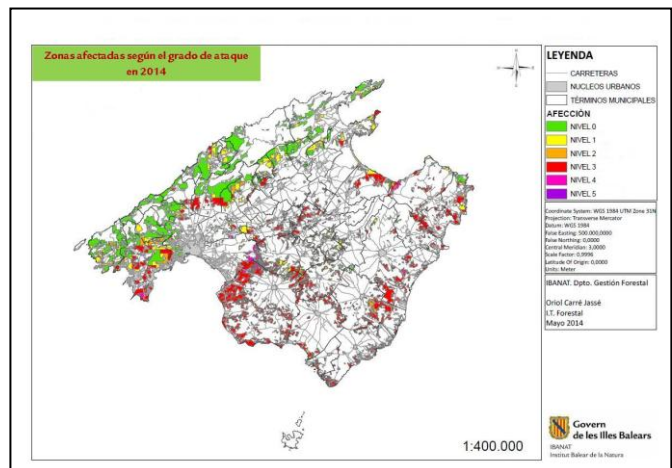 Zonas afectadas según el grado de ataque
en 2014
LEYENDA
CARRETERAS
NUCLEOS URBANOS
TÉRMINOS MUNICIPALES
AFECCIÓN
NIVEL 0
NIVEL 1
NIVEL 2
NIVEL 3
NIVEL 4
NIVEL 5
Coordinate System: WGS 1984 UTM Zone 31N
Projection: Transverse Mercator
Datum: WGS 1984
False Easting: 500.000,0000
False Northing: 0,0000
Central Meridian: 3,0000
Scale Factor: 0,9996
Latitude Of Origin: 0,0000
Units: Meter
IBANAT. Dpto. Gestión Forestal
Oriol Carré Jassé
I.T. Forestal
Mayo 2014
1:400.000
Govern
de les Illes Balears
IBANAT
Institut Balear de la Natura